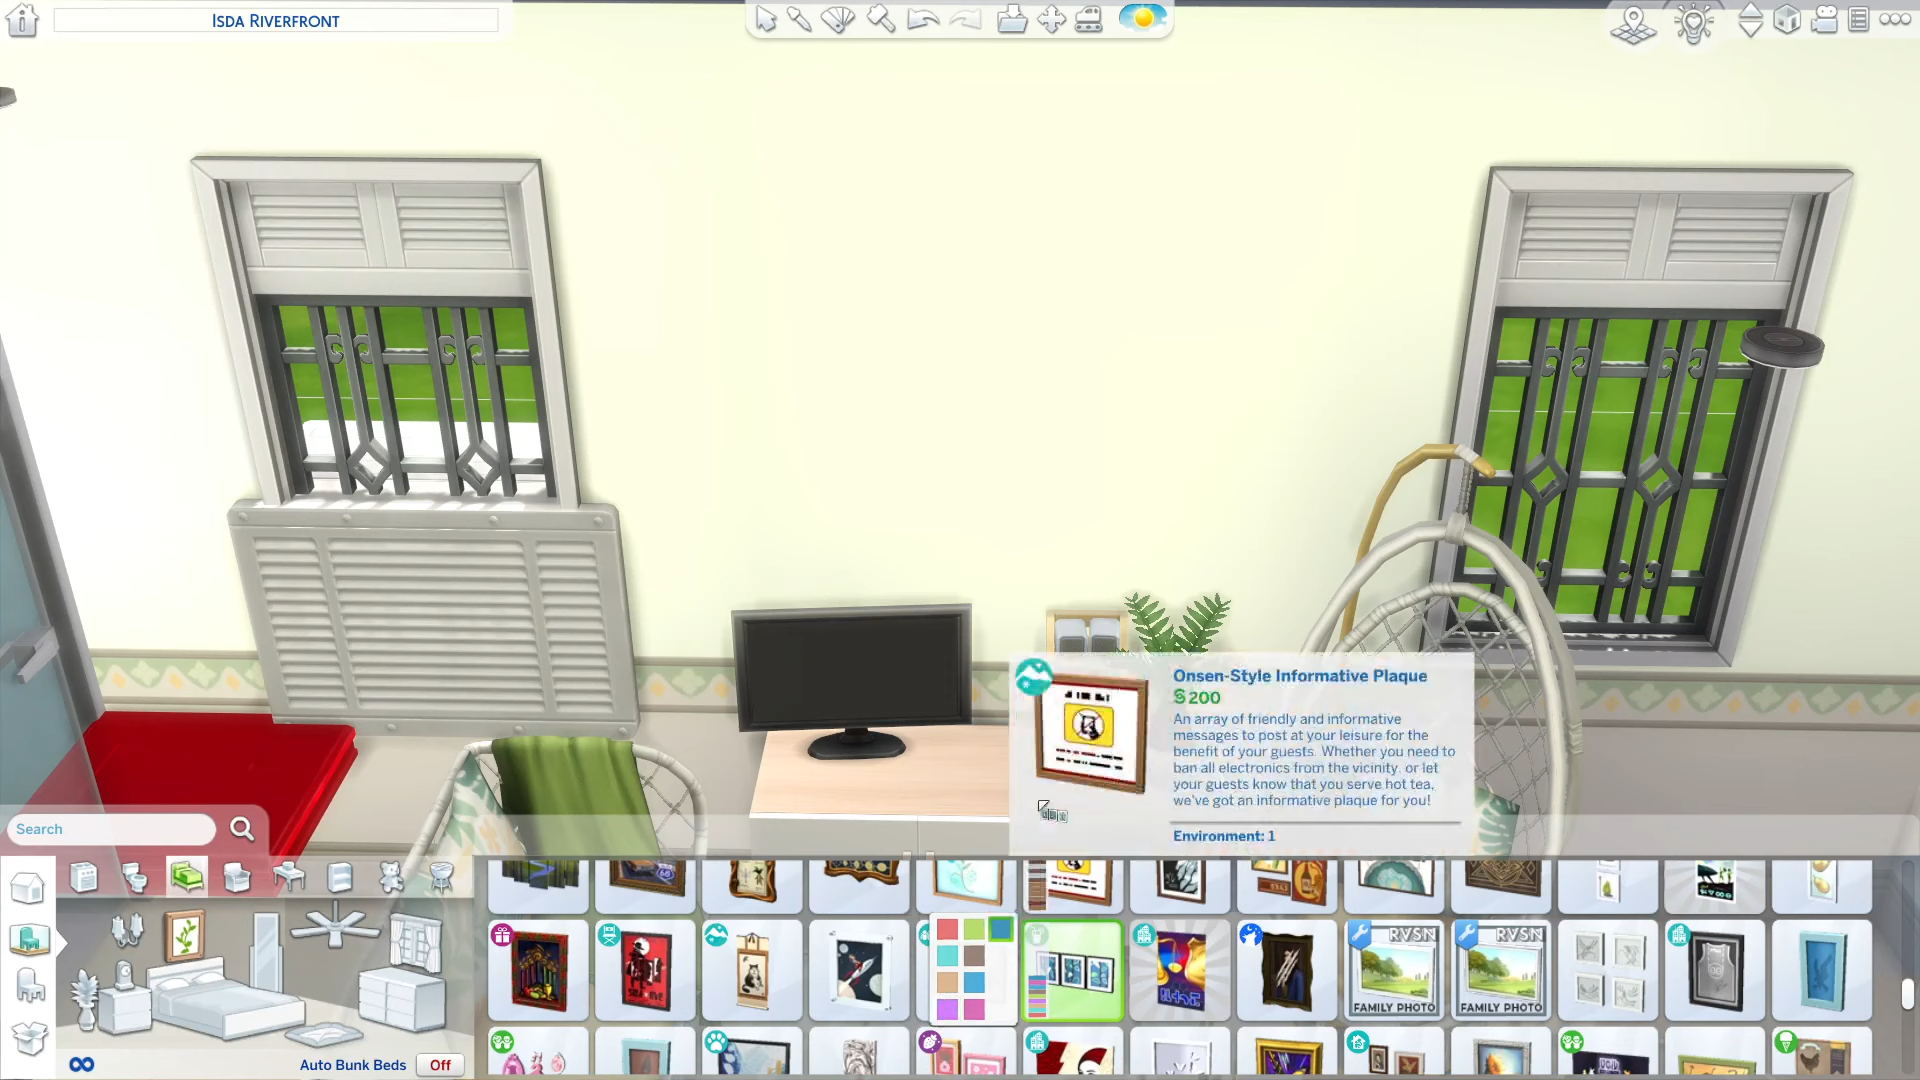 Isda Riverfront
Onsen-Style Informative Plaque
§200
An array of friendly and informative
messages to post at your leisure for the
benefit of your guests. Whether you need to
ban all electronics from the vicinity, or let
your guests know that you serve hot tea,
we've got an informative plaque for you!
Environment: 1
Search
RVSN
FAMILY PHOTO
RVSN
FAMILY PHOTO
Auto Bunk Beds
Off